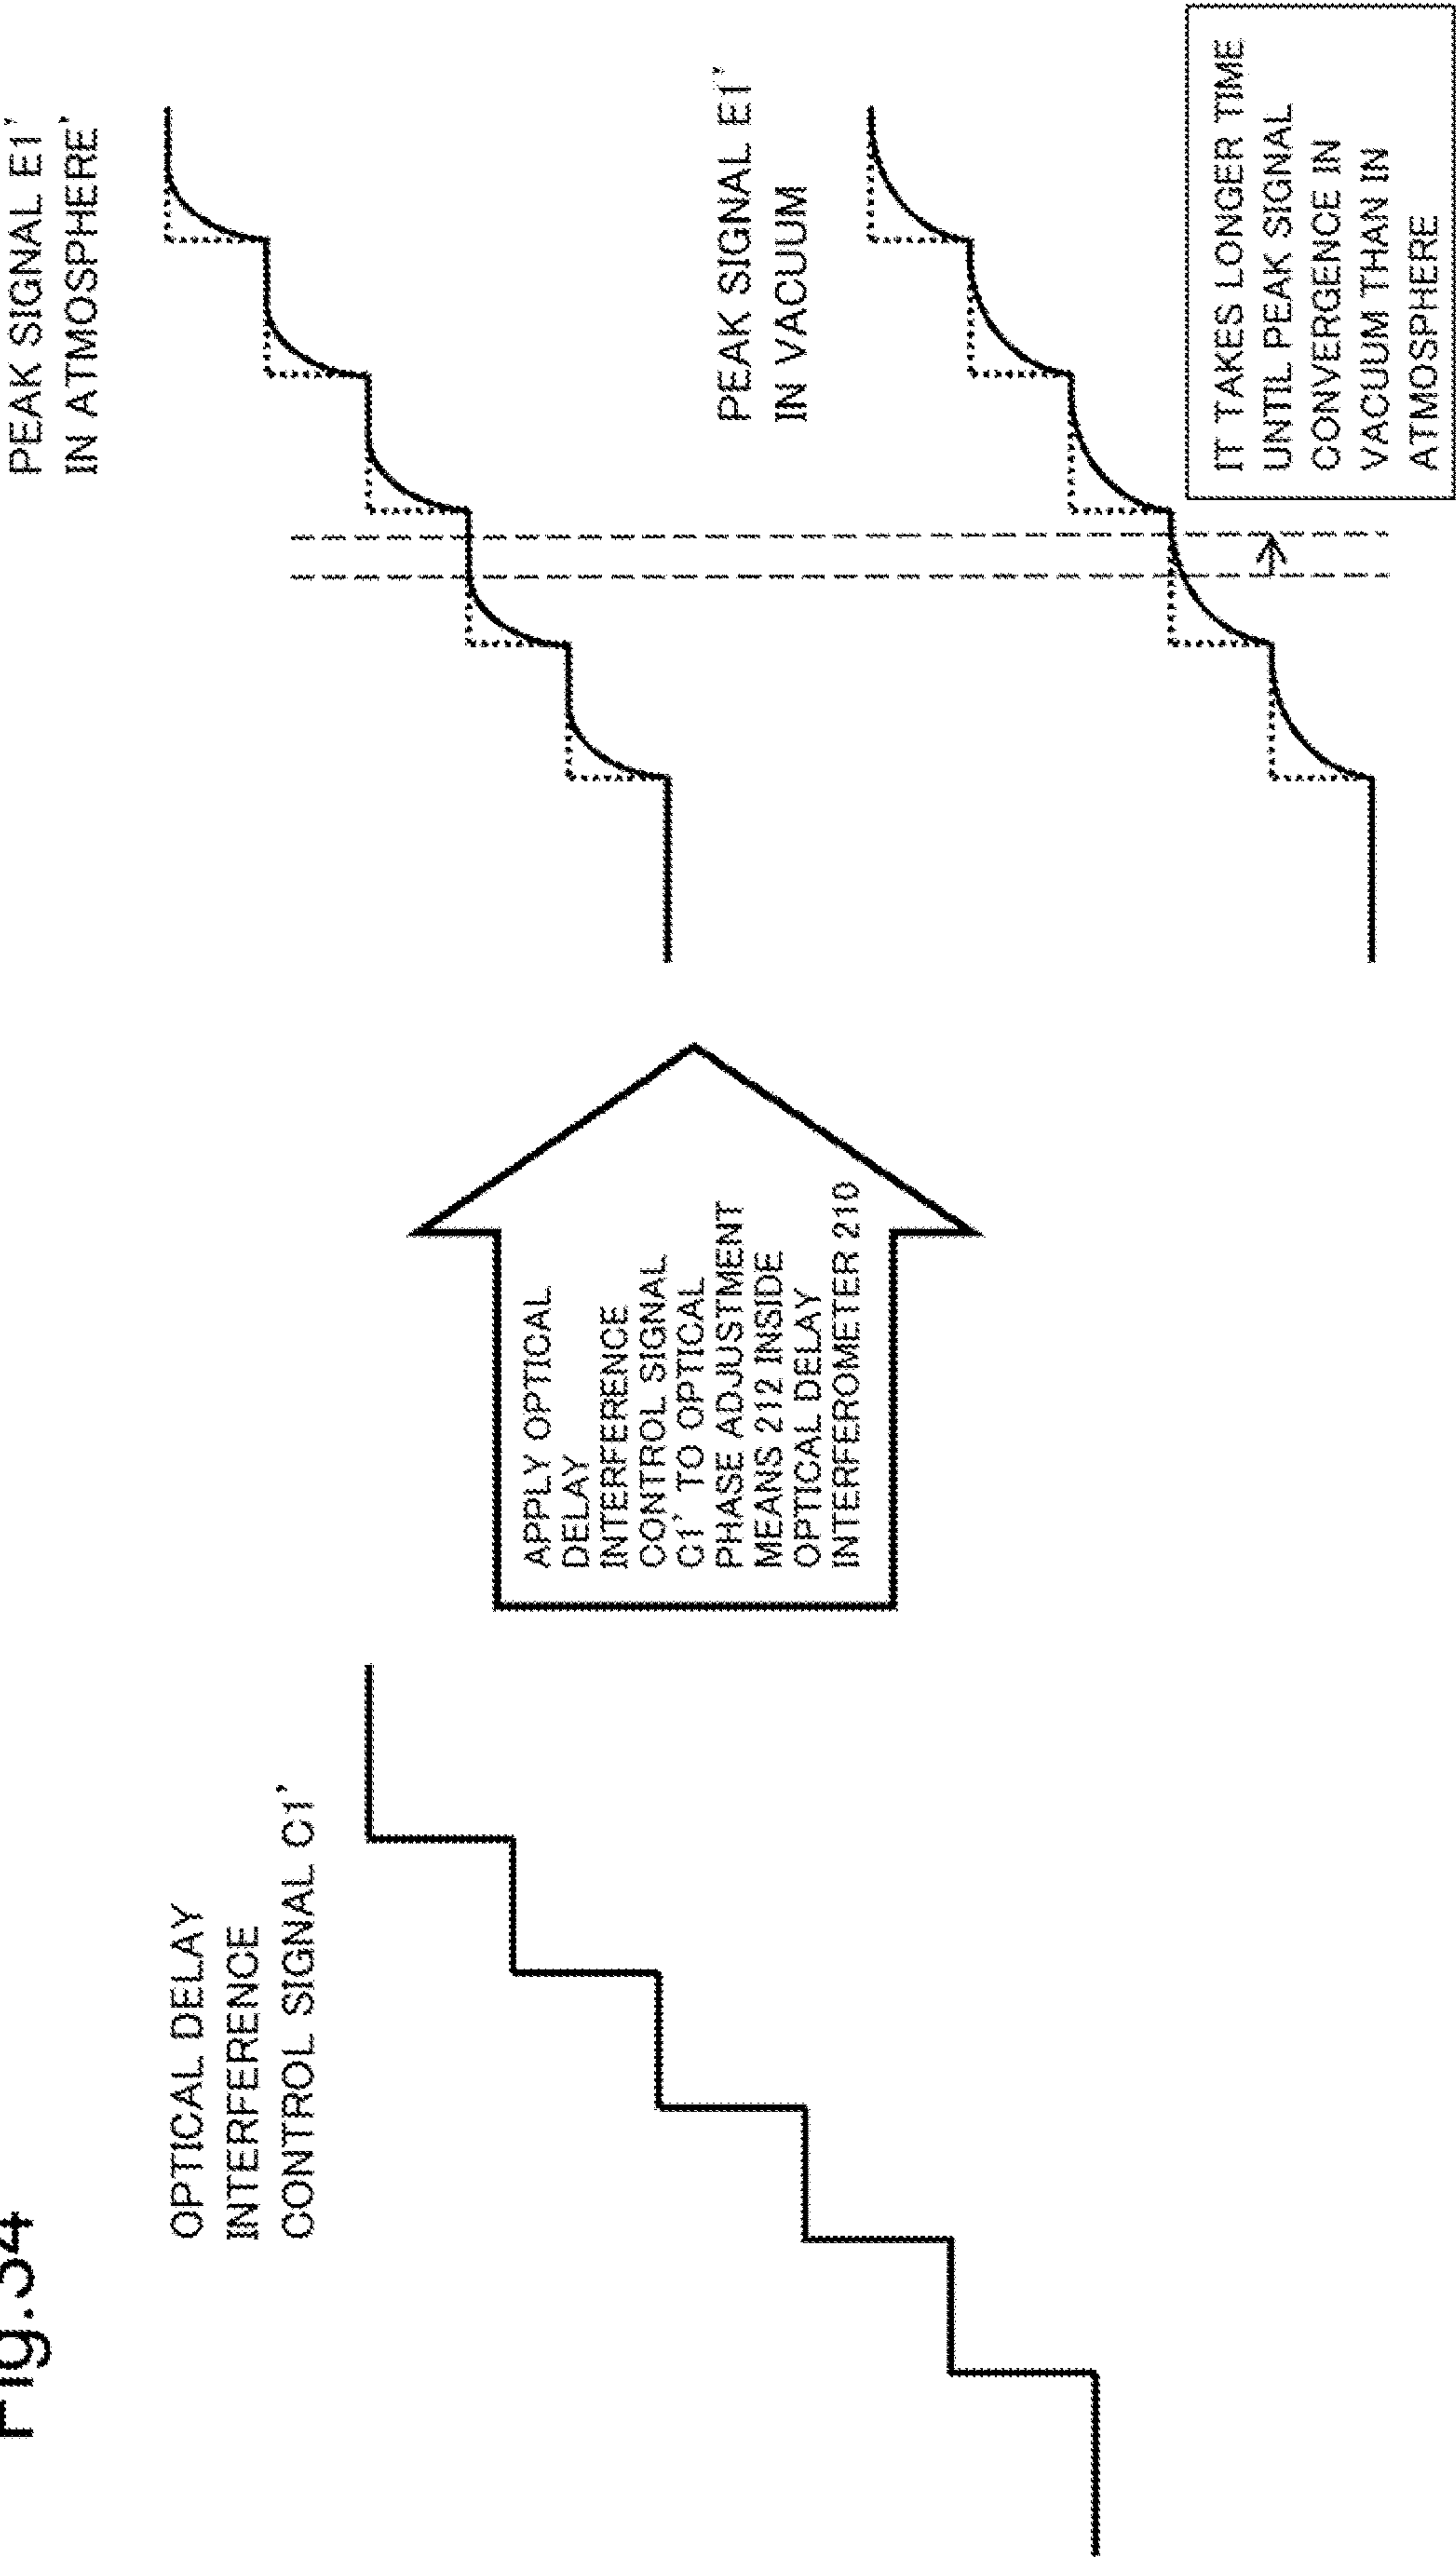 Fig.34
OPTICAL DELAY
INTERFERENCE
CONTROL SIGNAL C1'
APPLY OPTICAL
DELAY
INTERFERENCE
CONTROL SIGNAL
C1' TO OPTICAL
PHASE ADJUSTMENT
MEANS 212 INSIDE
OPTICAL DELAY
INTERFEROMETER 210
PEAK SIGNAL E1'
IN ATMOSPHERE'
PEAK SIGNAL E1"
IN VACUUM
IT TAKES LONGER TIME
UNTIL PEAK SIGNAL
CONVERGENCE IN
VACUUM THAN IN
ATMOSPHERE